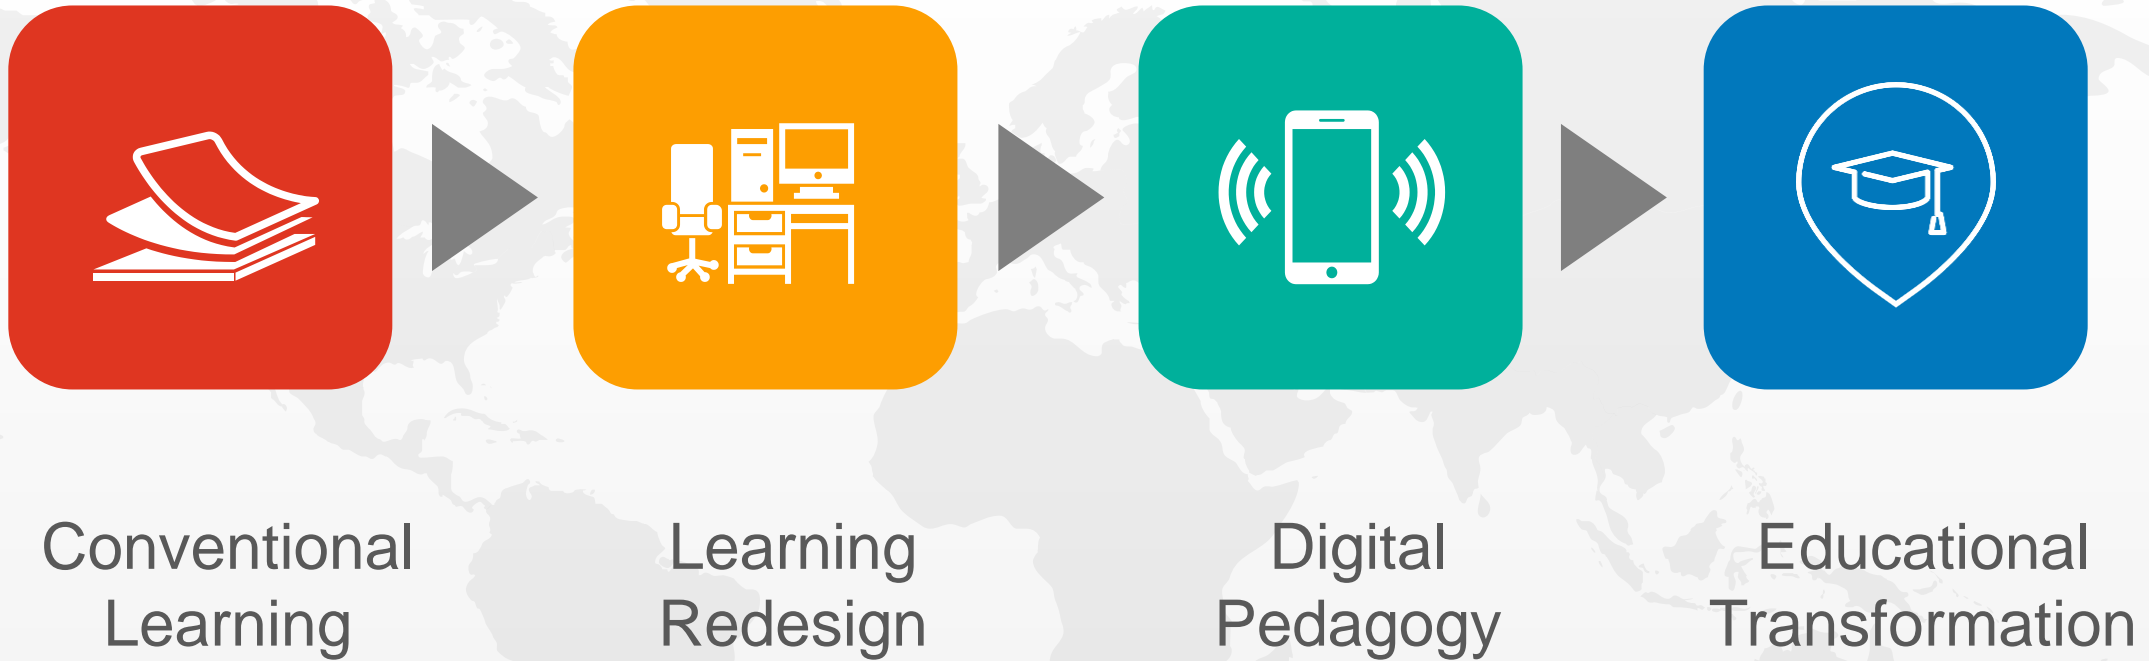 Conventional
Learning
Learning
Redesign
Digital
Pedagogy
Educational
Transformation